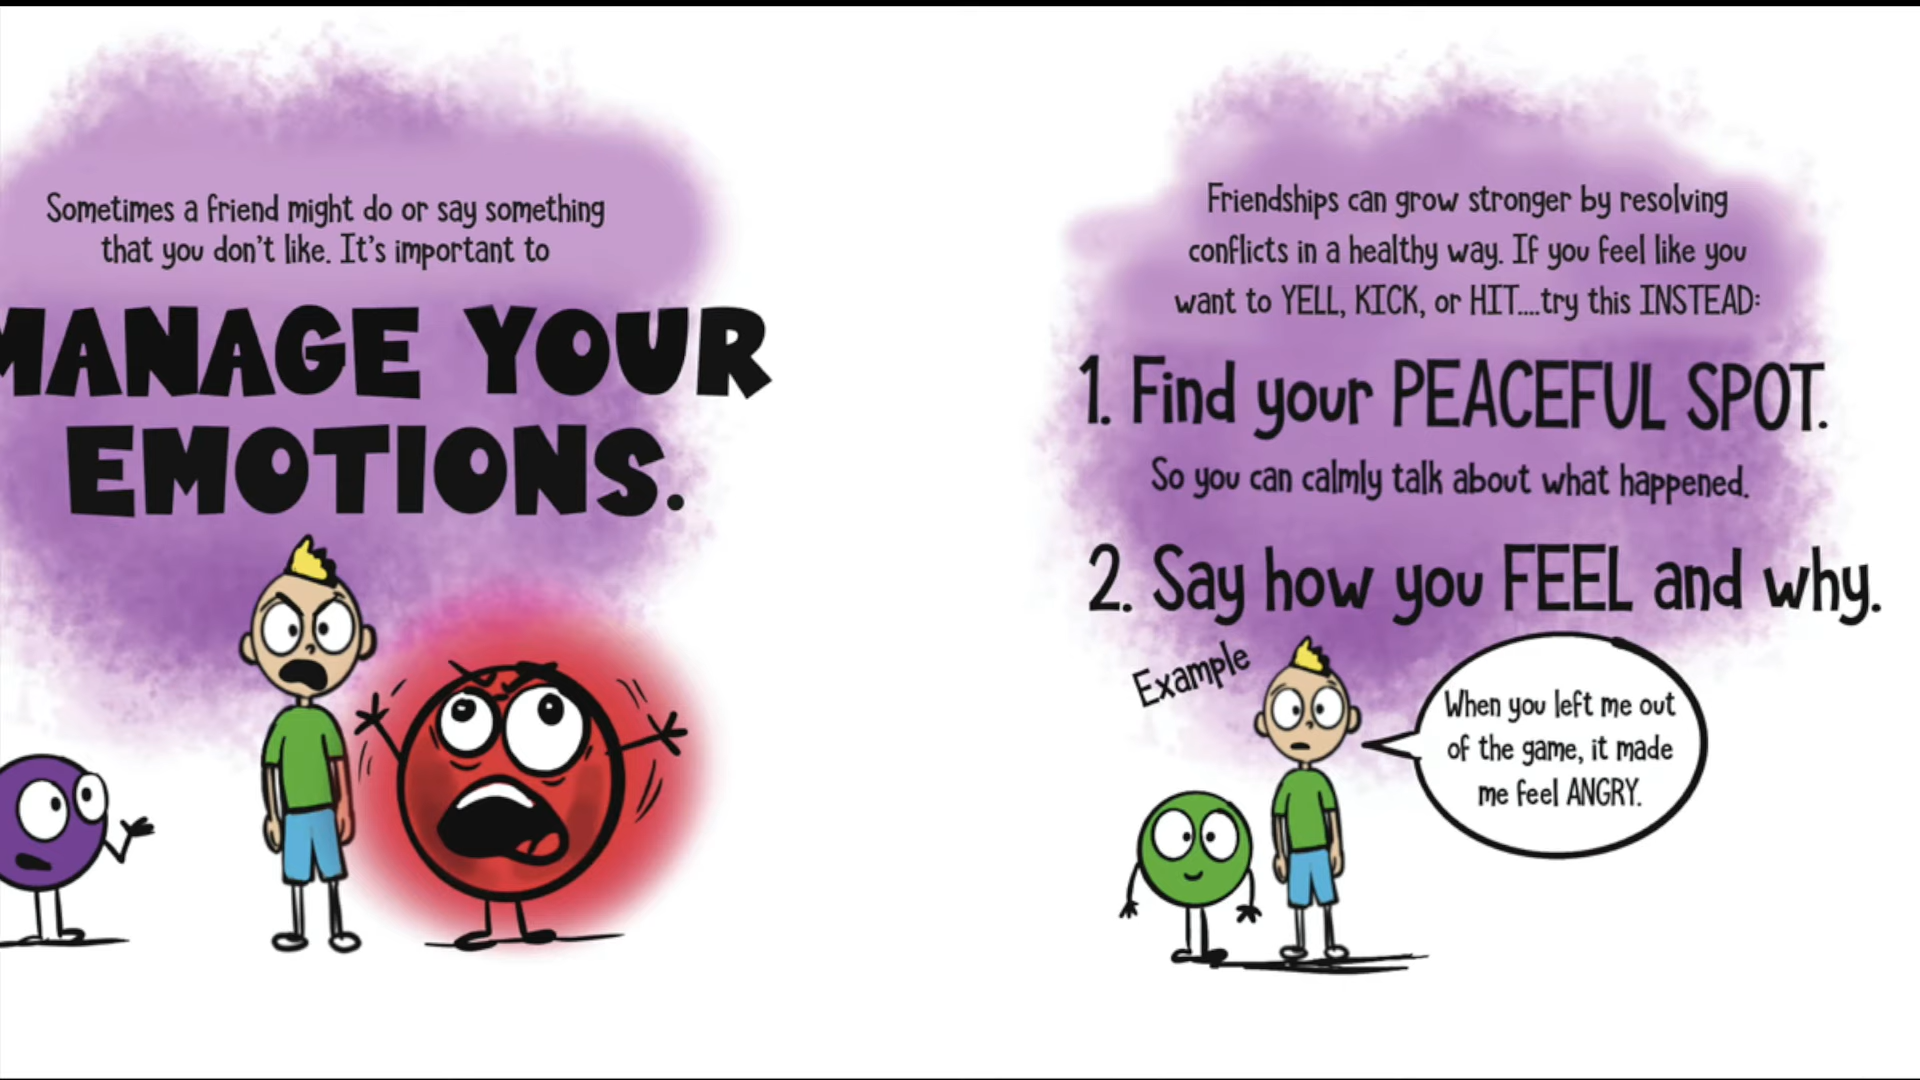 Sometimes a friend might do or say something
that you don't like. It's important to
MANAGE YOUR
EMOTIONS.
Friendships can grow stronger by resolving
conflicts in a healthy way. If you feel like you
want to YELL, KICK, or HIT....try this INSTEAD:
1. Find your PEACEFUL SPOT.
So you can calmly talk about what happened.
2. Say how you FEEL and why.
Example
When you left me out
of the game, it made
me feel ANGRY.